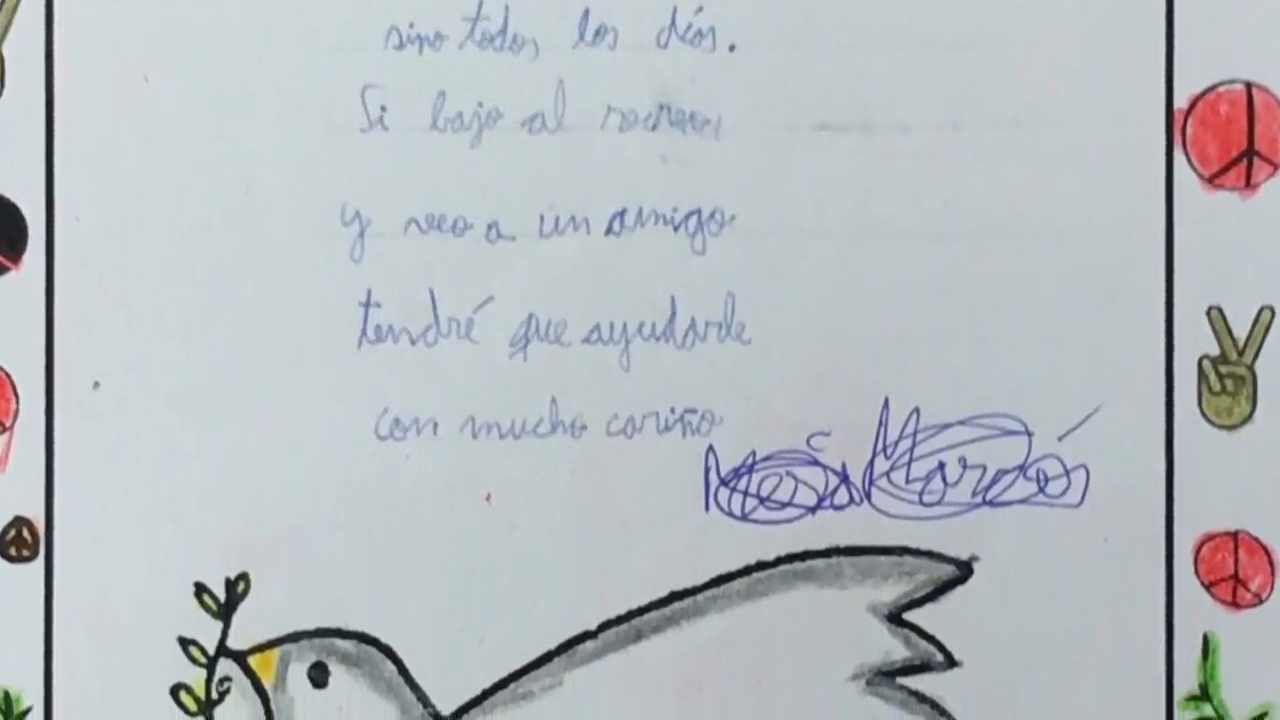 sino todos los días.
Si bajo al recreo,
y veo a un amigo
tendré que ayudarle
con mucho cariño